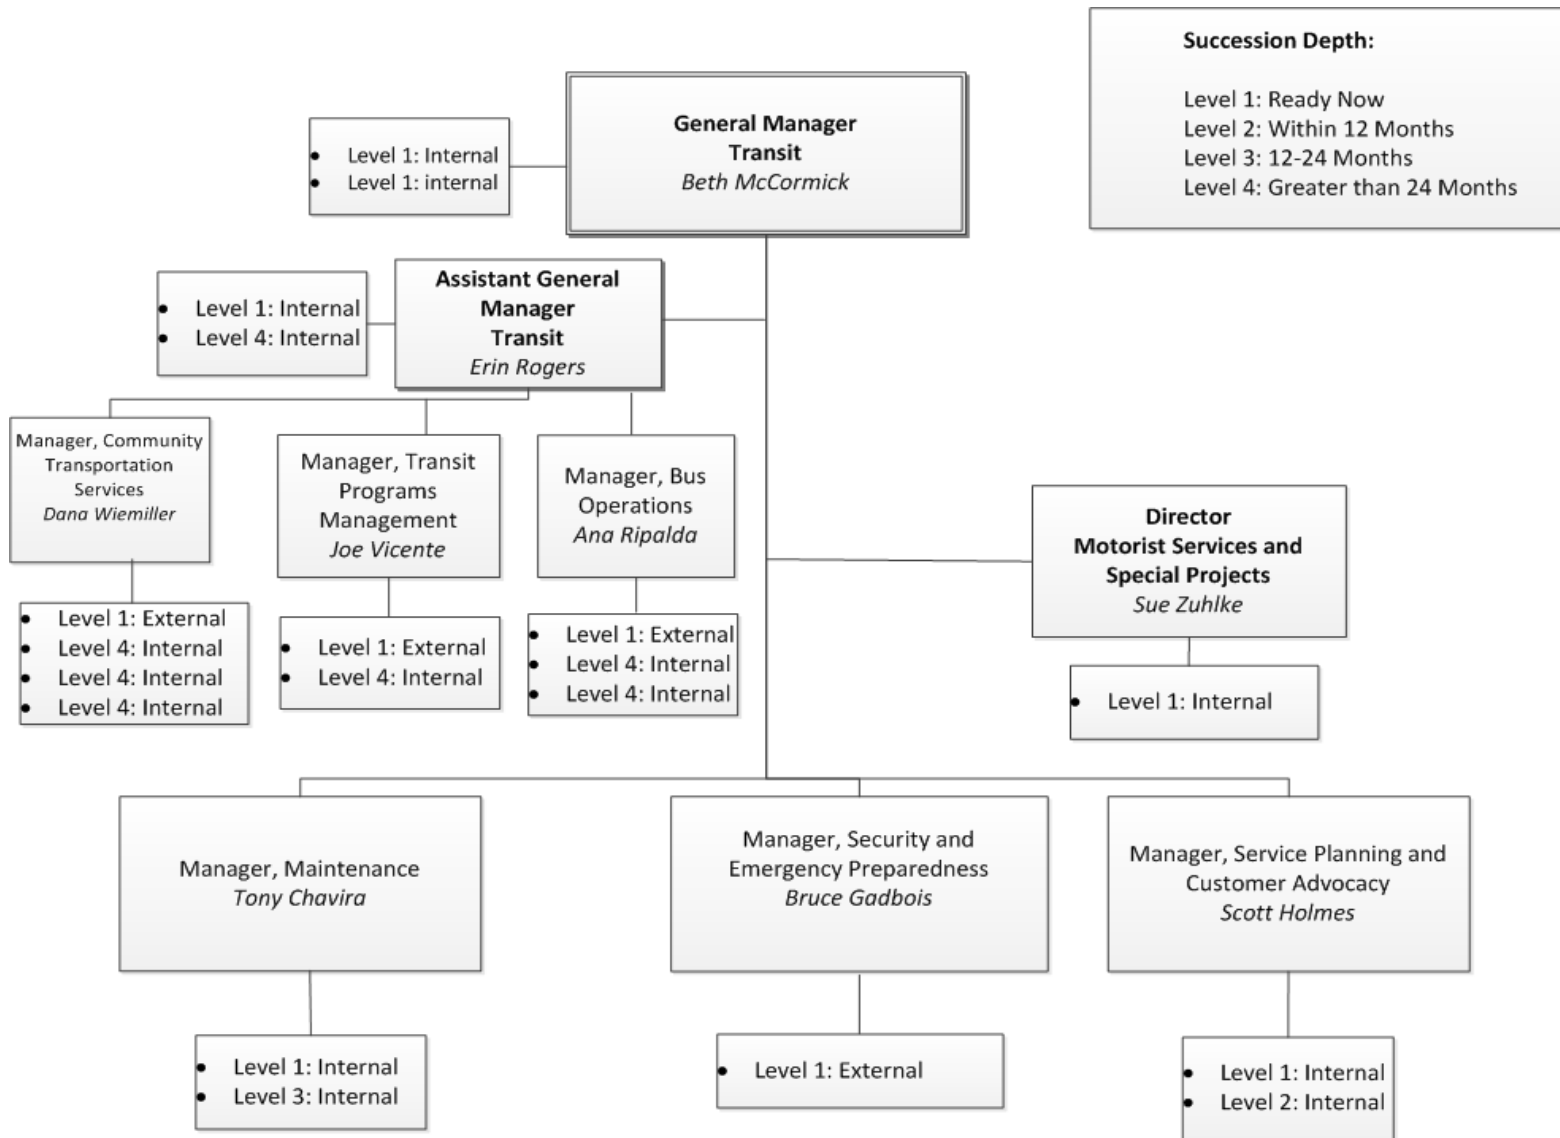 Succession Depth:
Level 1: Ready Now
Level 2: Within 12 Months
Level 3: 12-24 Months
Level 4: Greater than 24 Months
General Manager
Transit
Beth McCormick
• Level 1: Internal
• Level 1: internal
Assistant General
Manager
Transit
Erin Rogers
• Level 1: Internal
• Level 4: Internal
Manager, Community
Transportation
Services
Dana Wiemiller
• Level 1: External
• Level 4: Internal
• Level 4: Internal
• Level 4: Internal
Manager, Transit
Programs
Management
Joe Vicente
• Level 1: External
• Level 4: Internal
Manager, Bus
Operations
Ana Ripalda
• Level 1: External
• Level 4: Internal
• Level 4: Internal
Director
Motorist Services and
Special Projects
Sue Zuhlke
• Level 1: Internal
Manager, Maintenance
Tony Chavira
• Level 1: Internal
• Level 3: Internal
Manager, Security and
Emergency Preparedness
Bruce Gadbois
• Level 1: External
Manager, Service Planning and
Customer Advocacy
Scott Holmes
• Level 1: Internal
• Level 2: Internal